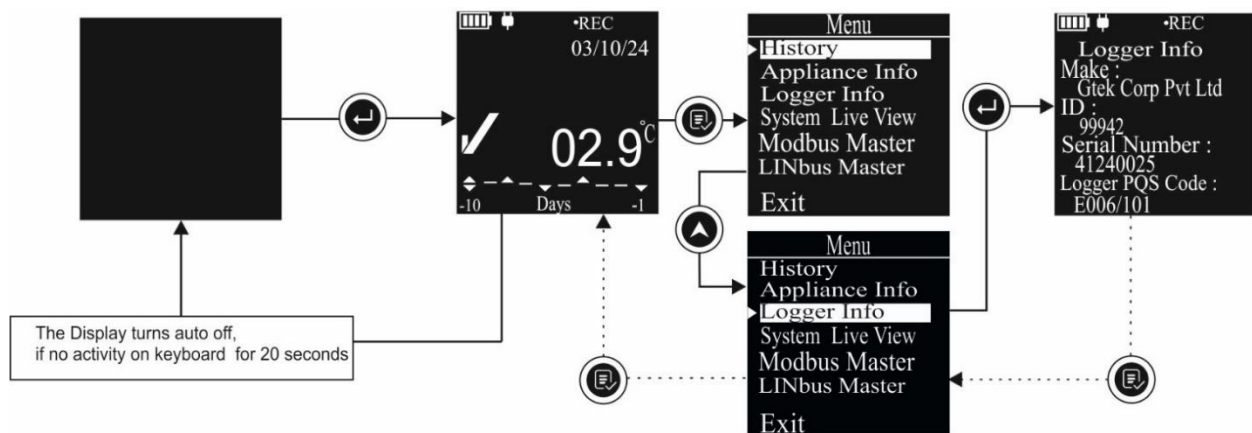 •REC
03/10/24
02.9°C
-10 Days -1
The Display turns auto off,
if no activity on keyboard for 20 seconds
Menu
History
Appliance Info
Logger Info
System Live View
Modbus Master
LINbus Master
Exit
Menu
History
Appliance Info
Logger Info
System Live View
Modbus Master
LINbus Master
Exit
•REC
Logger Info
Make :
Gtek Corp Pvt Ltd
ID :
99942
Serial Number :
41240025
Logger PQS Code :
E006/101